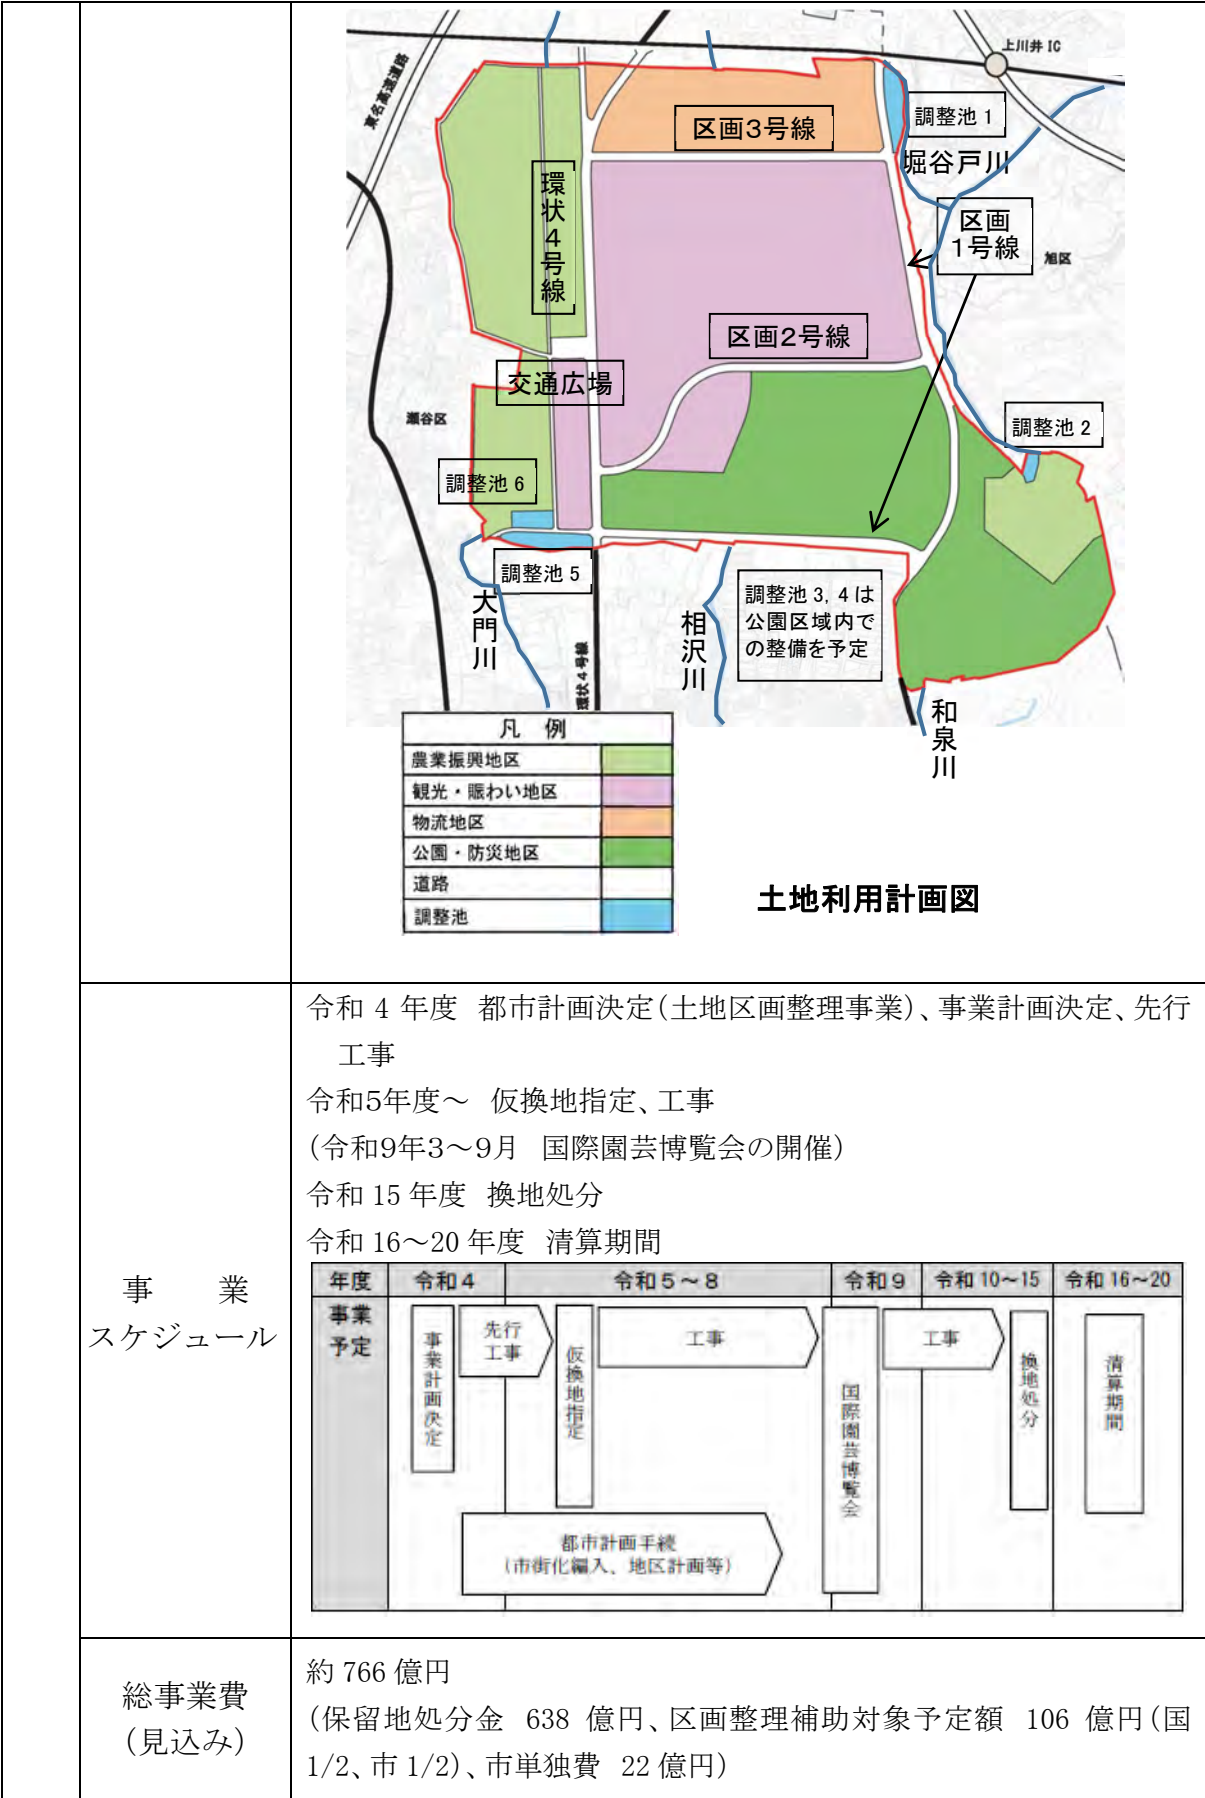 上川井 IC
東名高速道路
調整池 1
区画3号線
堀谷戸川
環状4号線
区画
1号線
旭区
区画2号線
交通広場
瀬谷区
調整池 2
調整池 6
調整池 5
調整池 3, 4 は
公園区域内で
の整備を予定
大門川
相沢川
環状4号線
和泉川
凡 例
農業振興地区
観光・賑わい地区
物流地区
公園・防災地区
道路
調整池
土地利用計画図
事 業
スケジュール
令和 4 年度 都市計画決定(土地区画整理事業)、事業計画決定、先行
工事
令和5年度～ 仮換地指定、工事
(令和9年3～9月 国際園芸博覧会の開催)
令和 15 年度 換地処分
令和 16～20 年度 清算期間
年度 令和4 令和5～8 令和9 令和10～15 令和16～20
事業
予定
事業計画決定
先行
工事
仮換地指定
工事
国際園芸博覧会
工事
換地処分
清算期間
都市計画手続
(市街化編入、地区計画等)
総事業費
(見込み)
約 766 億円
(保留地処分金 638 億円、区画整理補助対象予定額 106 億円(国
1/2、市 1/2)、市単独費 22 億円)